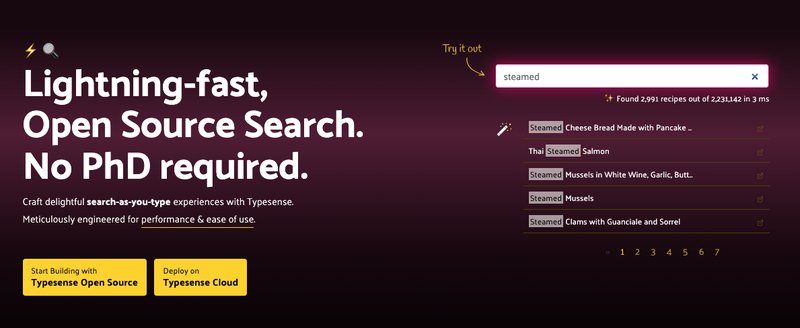 Lightning-fast,
Open Source Search.
No PhD required.
Craft delightful search-as-you-type experiences with Typesense.
Meticulously engineered for performance & ease of use.
Start Building with
Typesense Open Source
Deploy on
Typesense Cloud
Try it out
steamed
Found 2,991 recipes out of 2,231,142 in 3 ms
Steamed Cheese Bread Made with Pancake ...
Thai Steamed Salmon
Steamed Mussels in White Wine, Garlic, Butt...
Steamed Mussels
Steamed Clams with Guanciale and Sorrel
« 1 2 3 4 5 6 7